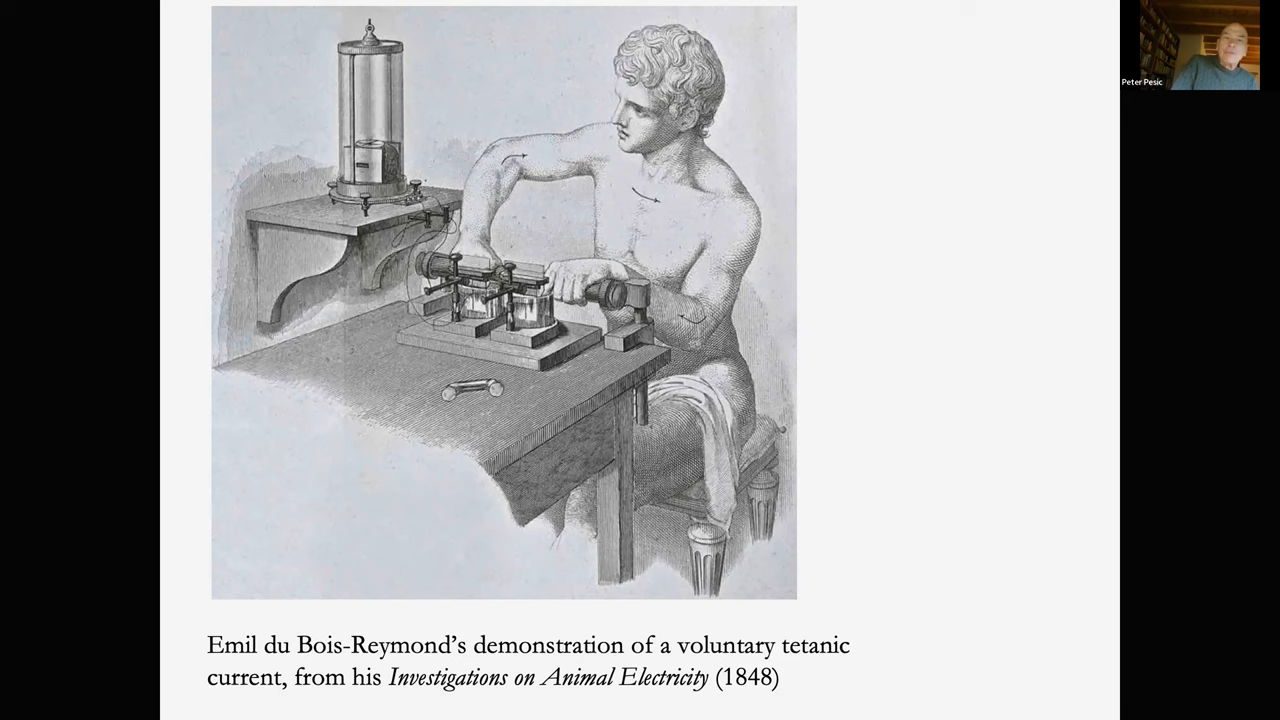 Peter Pesic
Emil du Bois-Reymond’s demonstration of a voluntary tetanic
current, from his Investigations on Animal Electricity (1848)